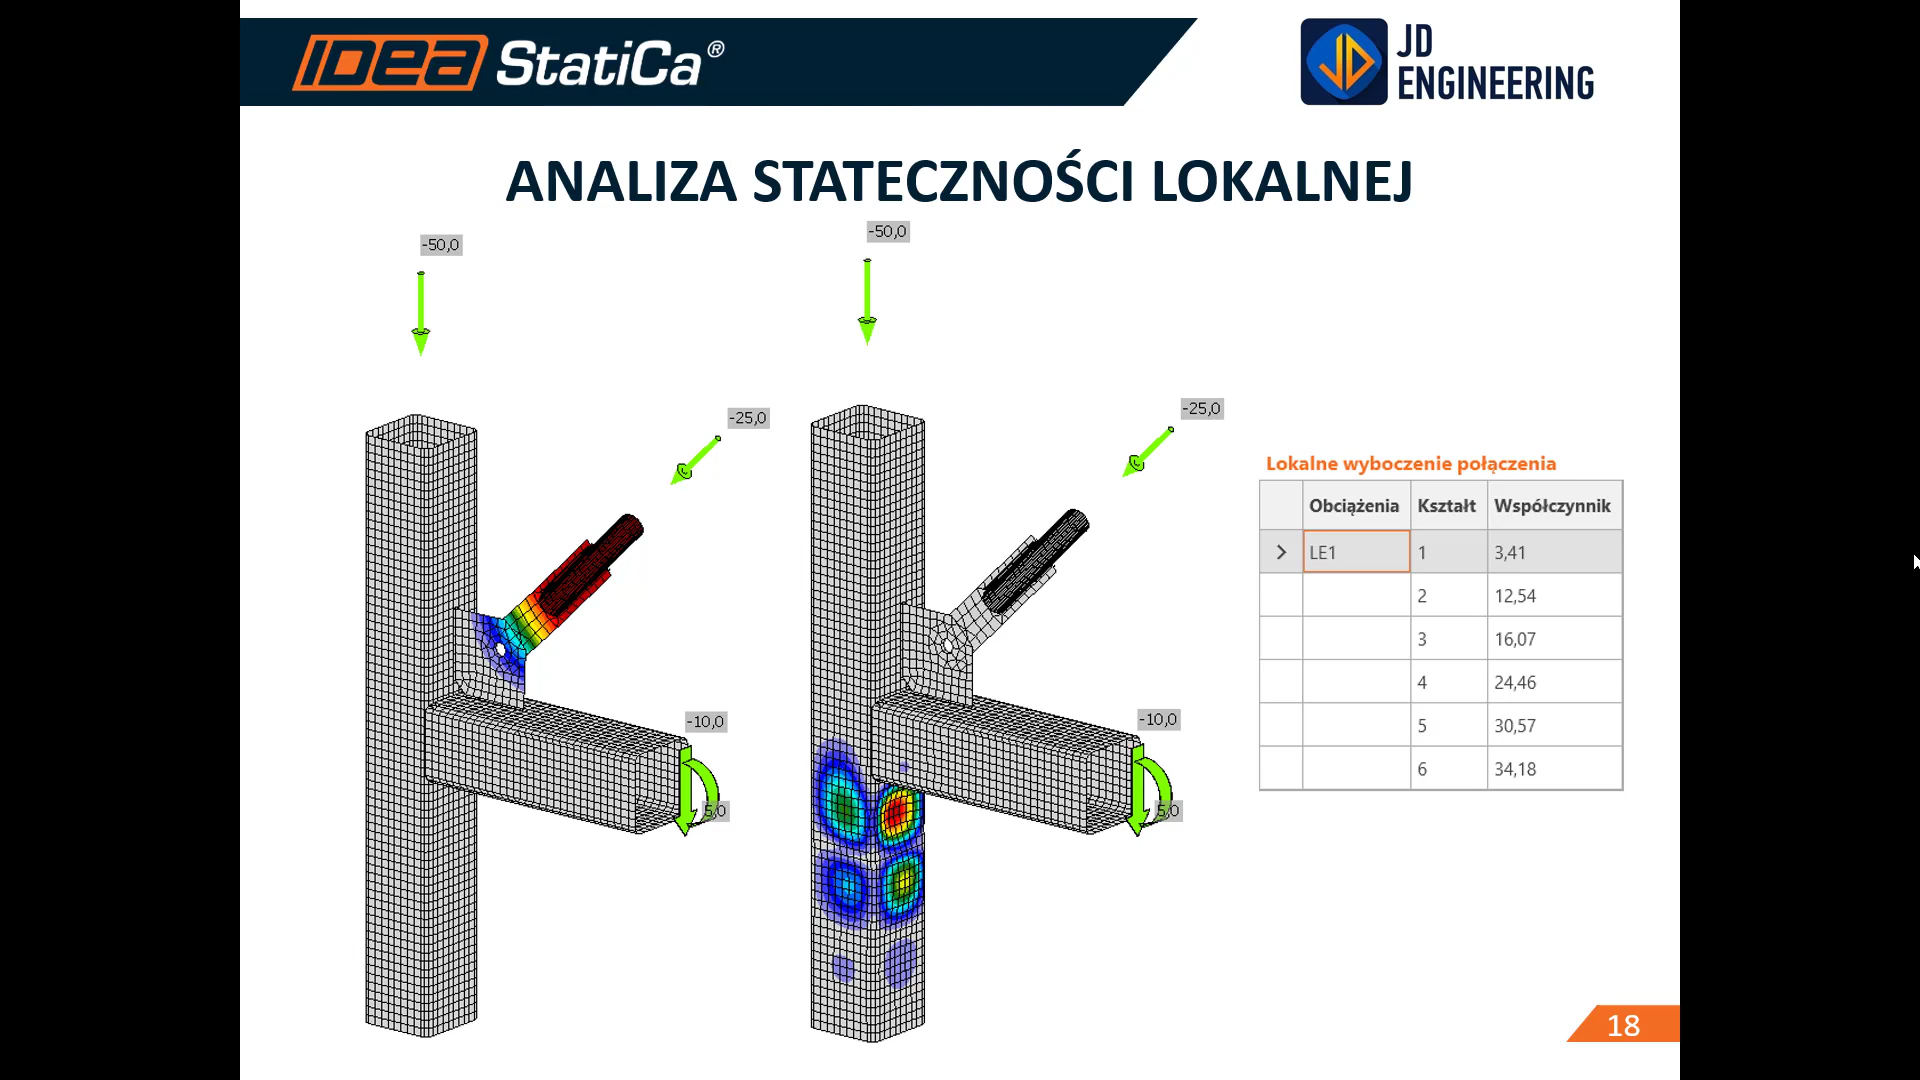 IDEA StatiCa®
JD
ENGINEERING
ANALIZA STATECZNOŚCI LOKALNEJ
-50,0
-50,0
-25,0
-25,0
-10,0
5,0
-10,0
5,0
Lokalne wyboczenie połączenia
Obciążenia Kształt Współczynnik
> LE1 1 3,41
2 12,54
3 16,07
4 24,46
5 30,57
6 34,18
18